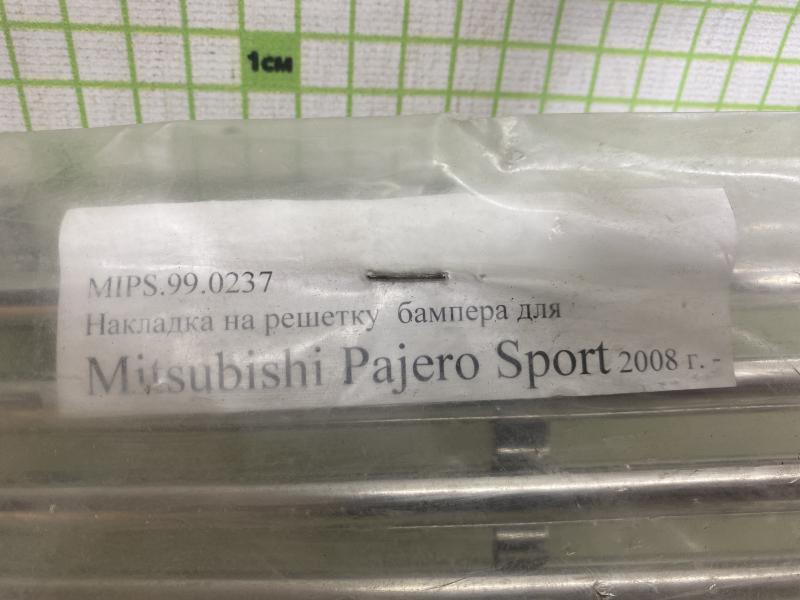 1см
MIPS.99.0237
Накладка на решетку бампера для
Mitsubishi Pajero Sport 2008 г. -